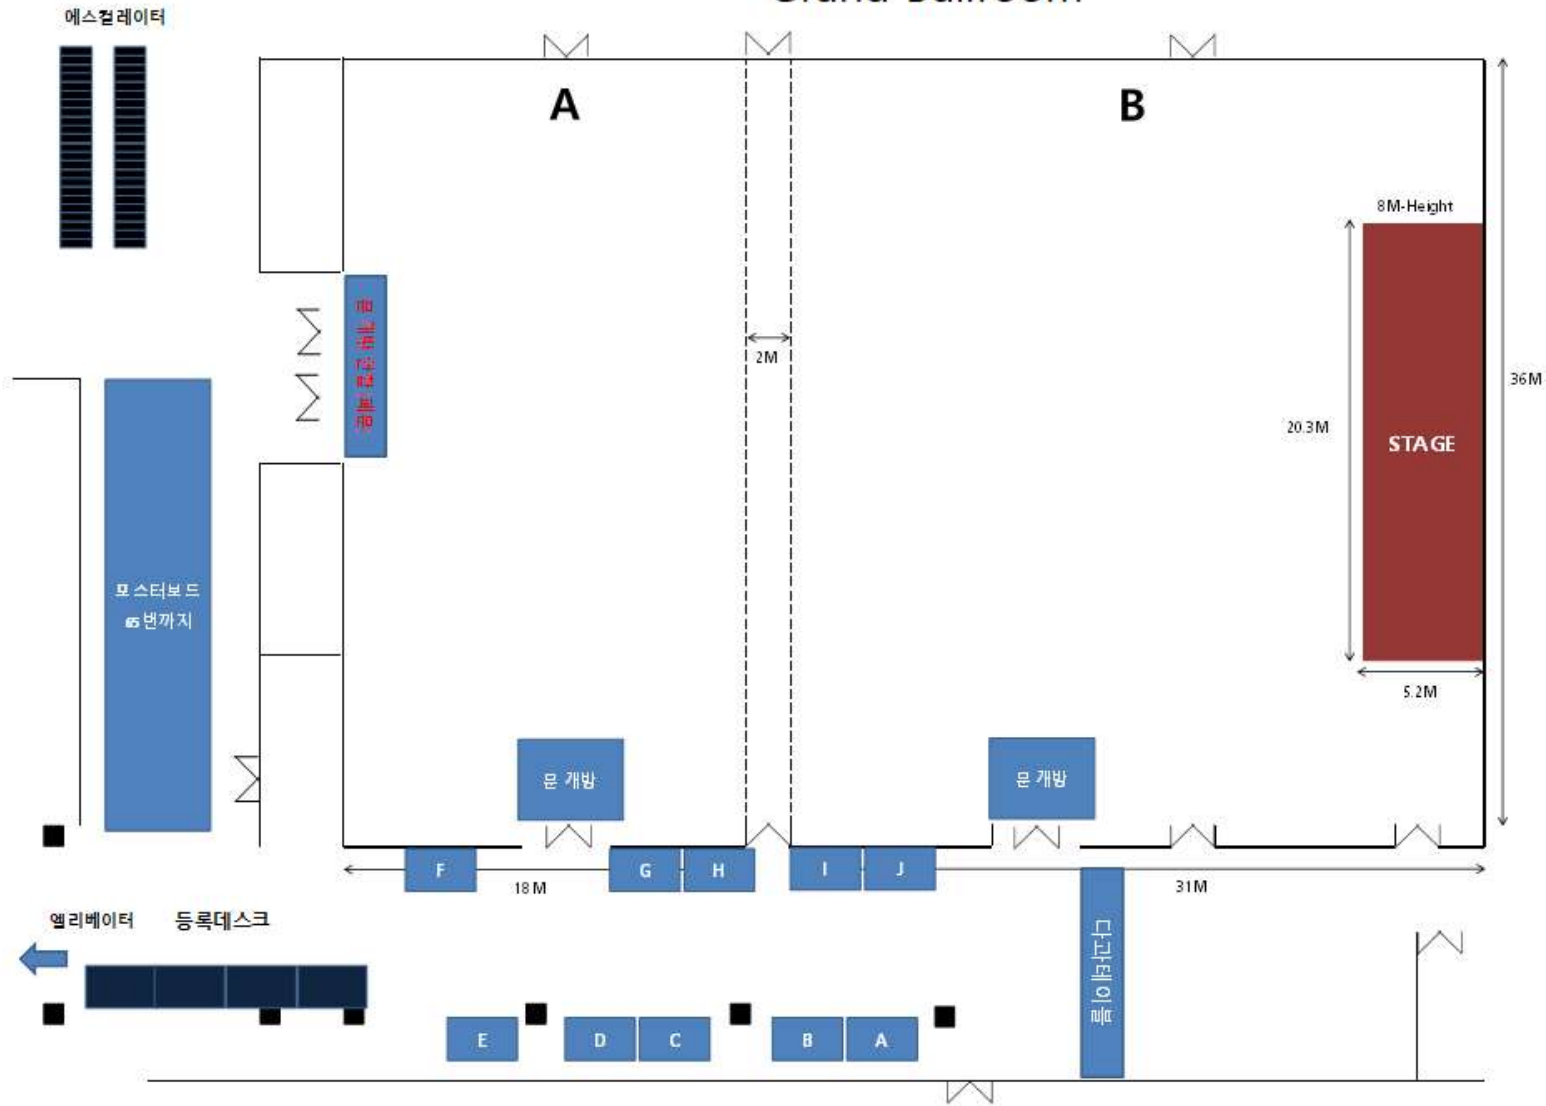 에스컬레이터
A
B
8M-Height
2M
36M
20.3M
STAGE
포스터보드
65번까지
5.2M
문 개방
문 개방
F
G
H
I
J
18M
31M
엘리베이터
등록데스크
다과테이블
E
D
C
B
A